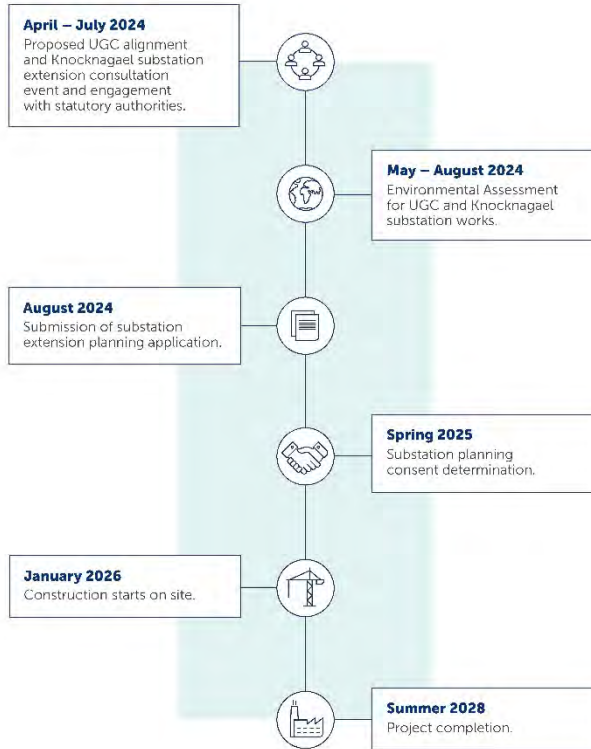 April – July 2024
Proposed UGC alignment
and Knocknagael substation
extension consultation
event and engagement
with statutory authorities.
May – August 2024
Environmental Assessment
for UGC and Knocknagael
substation works.
August 2024
Submission of substation
extension planning application.
Spring 2025
Substation planning
consent determination.
January 2026
Construction starts on site.
Summer 2028
Project completion.